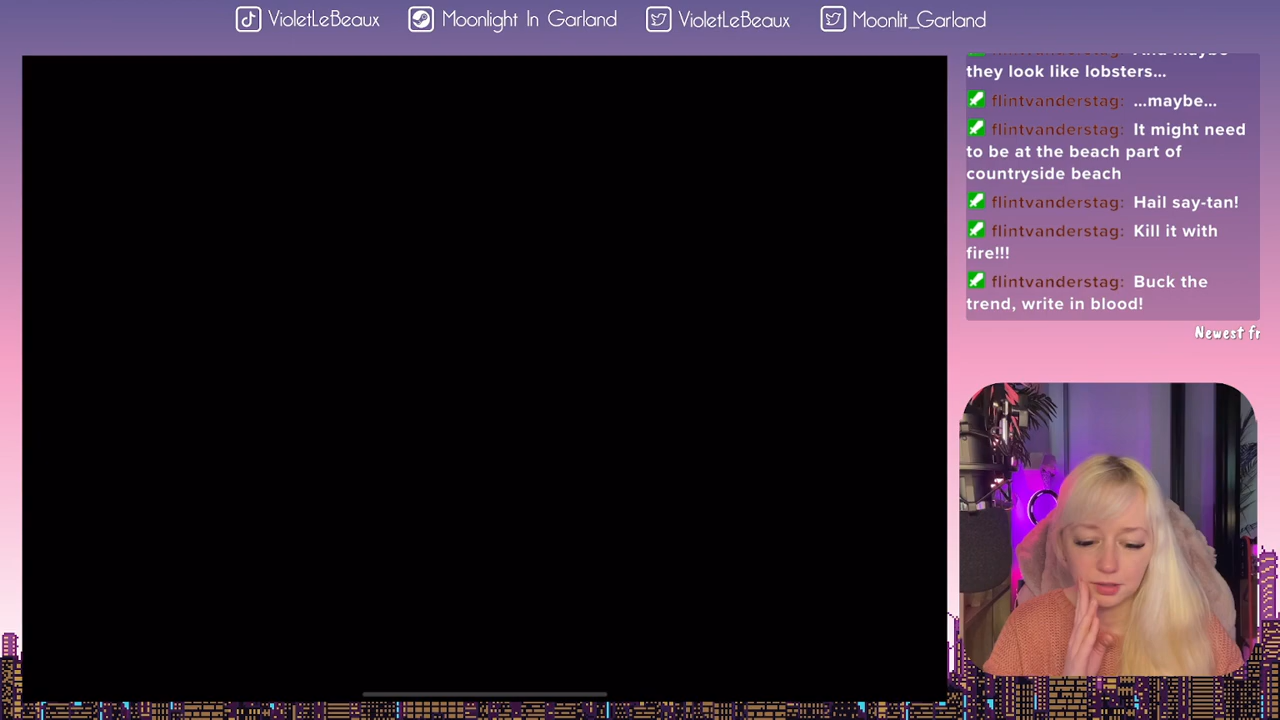 VioletLeBeaux Moonlight In Garland VioletLeBeaux Moonlit_Garland
they look like lobsters...
flintvanderstag: ...maybe...
flintvanderstag: It might need
to be at the beach part of
countryside beach
flintvanderstag: Hail say-tan!
flintvanderstag: Kill it with
fire!!!
flintvanderstag: Buck the
trend, write in blood!
Newest fr